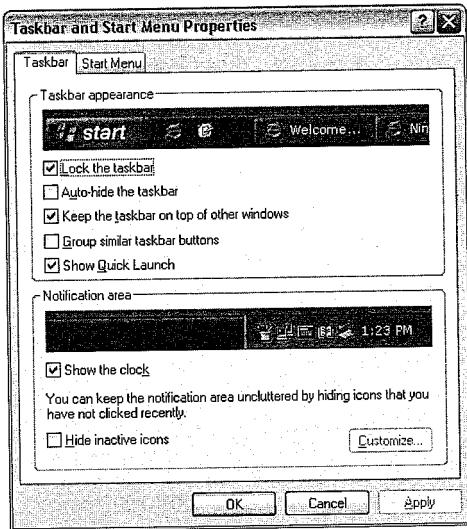 Taskbar and Start Menu Properties
Taskbar Start Menu
Taskbar appearance
start Welcome... Nin
Lock the taskbar
Auto-hide the taskbar
Keep the taskbar on top of other windows
Group similar taskbar buttons
Show Quick Launch
Notification area
1:23 PM
Show the clock
You can keep the notification area uncluttered by hiding icons that you
have not clicked recently.
Hide inactive icons
Customize...
OK Cancel Apply